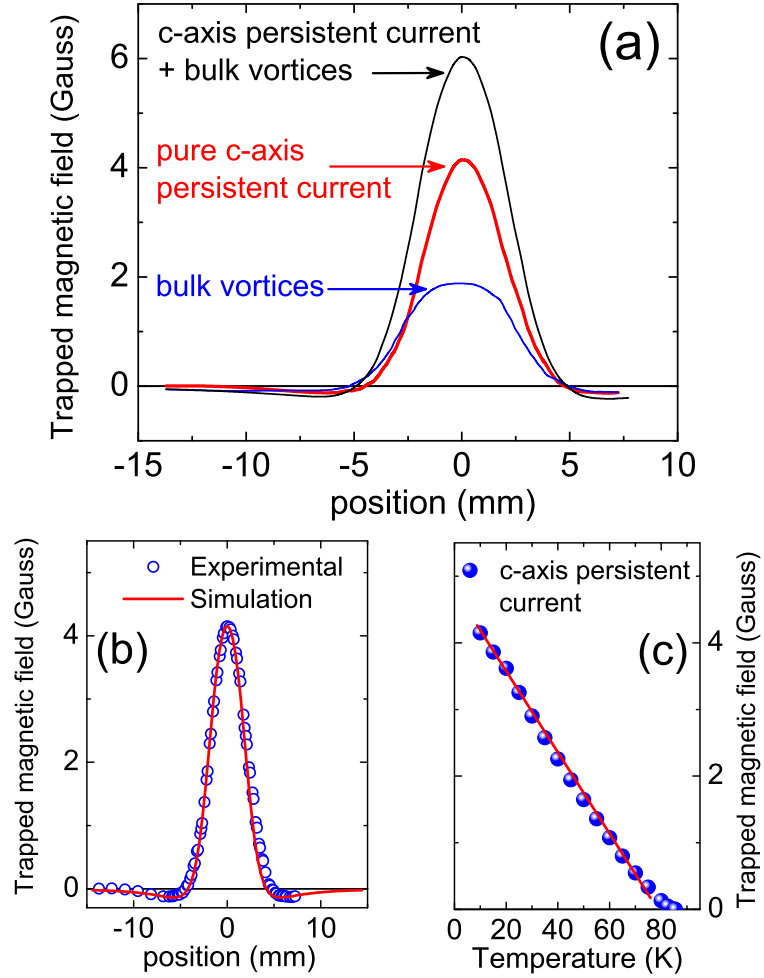 c-axis persistent current
+ bulk vortices
(a)
pure c-axis
persistent current
bulk vortices
Trapped magnetic field (Gauss)
6
4
2
0
-15 -10 -5 0 5 10
position (mm)
Experimental
Simulation
(b)
Trapped magnetic field (Gauss)
4
2
0
-10 0 10
position (mm)
c-axis persistent
current
(c)
Trapped magnetic field (Gauss)
4
2
0
0 20 40 60 80
Temperature (K)